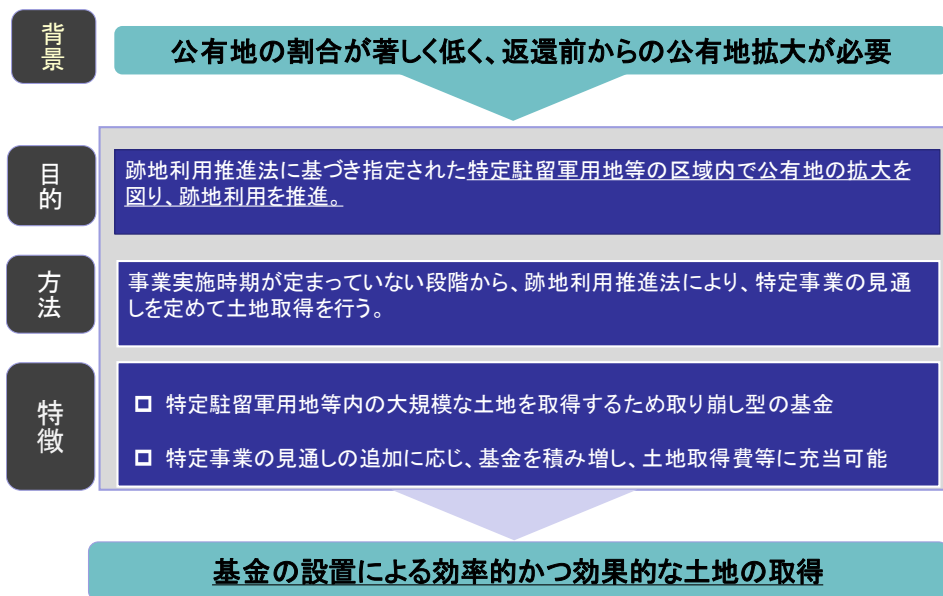 背景
公有地の割合が著しく低く、返還前からの公有地拡大が必要
目的
跡地利用推進法に基づき指定された特定駐留軍用地等の区域内で公有地の拡大を
図り、跡地利用を推進。
方法
事業実施時期が定まっていない段階から、跡地利用推進法により、特定事業の見通
しを定めて土地取得を行う。
特徴
□ 特定駐留軍用地等内の大規模な土地を取得するため取り崩し型の基金
□ 特定事業の見通しの追加に応じ、基金を積み増し、土地取得費等に充当可能
基金の設置による効率的かつ効果的な土地の取得